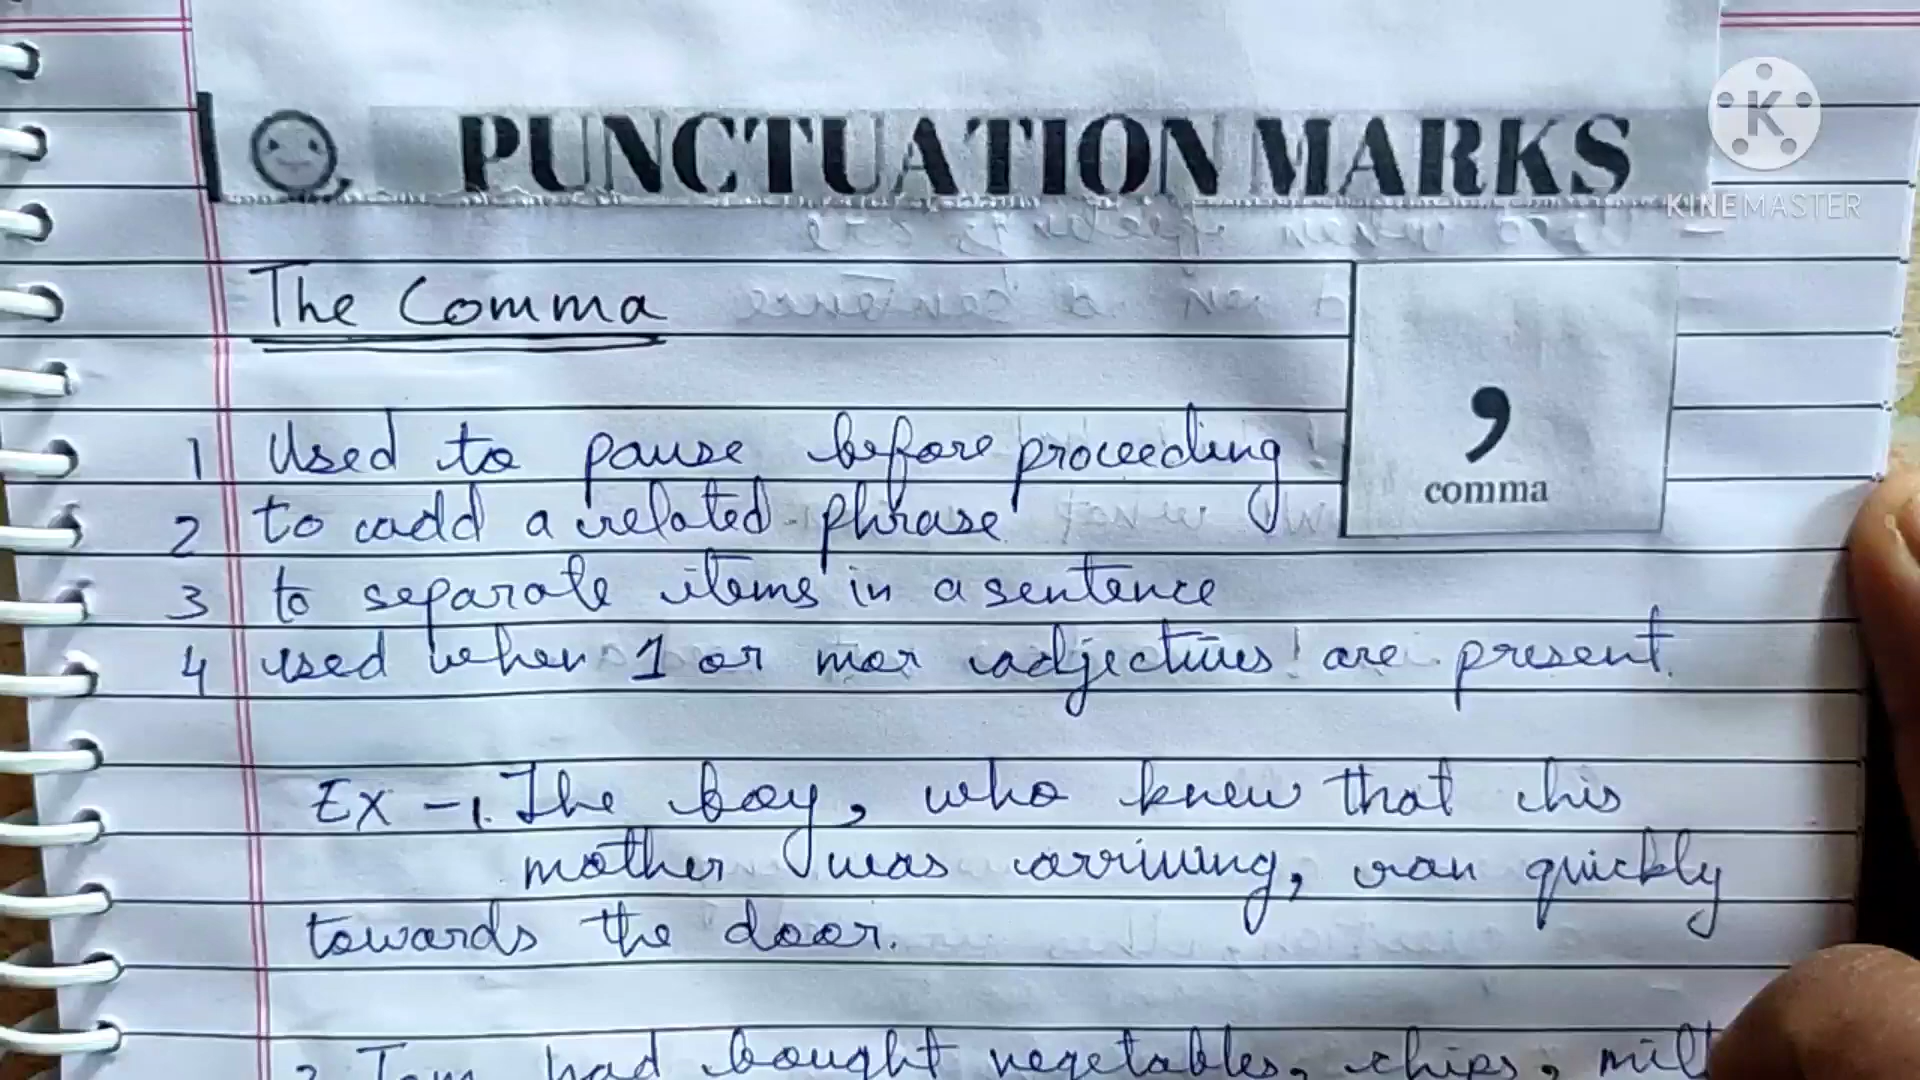 PUNCTUATION MARKS
K
KINEMASTER
The Comma
,
comma
1 Used to pause before proceeding
2 to add a related phrase
3 to separate items in a sentence
4 used when 1 or mor adjectives are present.
Ex -1. The boy, who knew that his
mother was arriving, ran quickly
towards the door.
2 Tom had bought vegetables, chips,